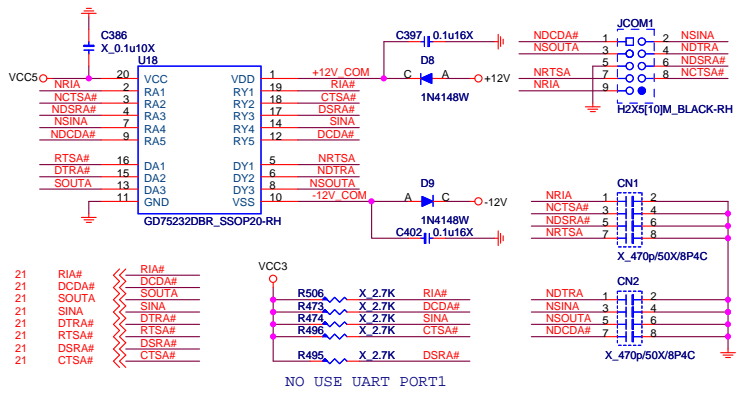 C386
X_0.1u10X
U18
VCC5
20 VCC VDD 1 +12V_COM
NRIA 2 RA1 RY1 19 RIA#
NCTSA# 3 RA2 RY2 18 CTSA#
NDSRA# 4 RA3 RY3 17 DSRA#
NSINA 7 RA4 RY4 14 SINA
NDCDA# 9 RA5 RY5 12 DCDA#
RTSA# 16 DA1 DY1 5 NRTSA
DTRA# 15 DA2 DY2 6 NDTRA
SOUTA 13 DA3 DY3 8 NSOUTA
11 GND VSS 10 -12V_COM
GD75232DBR_SSOP20-RH
C397 0.1u16X
D8
C A +12V
1N4148W
D9
A C -12V
1N4148W
C402 0.1u16X
JCOM1
NDCDA# 1 2 NSINA
NSOUTA 3 4 NDTRA
5 6 NDSRA#
NRTSA 7 8 NCTSA#
NRIA 9
H2X5[10]M_BLACK-RH
CN1
NRIA 1 2
NCTSA# 3 4
NDSRA# 5 6
NRTSA 7 8
X_470p/50X/8P4C
CN2
NDTRA 1 2
NSINA 3 4
NSOUTA 5 6
NDCDA# 7 8
X_470p/50X/8P4C
21 RIA# RIA#
21 DCDA# DCDA#
21 SOUTA SOUTA
21 SINA SINA
21 DTRA# DTRA#
21 RTSA# RTSA#
21 DSRA# DSRA#
21 CTSA# CTSA#
VCC3
R506 X_2.7K RIA#
R473 X_2.7K DCDA#
R474 X_2.7K SINA
R496 X_2.7K CTSA#
R495 X_2.7K DSRA#
NO USE UART PORT1